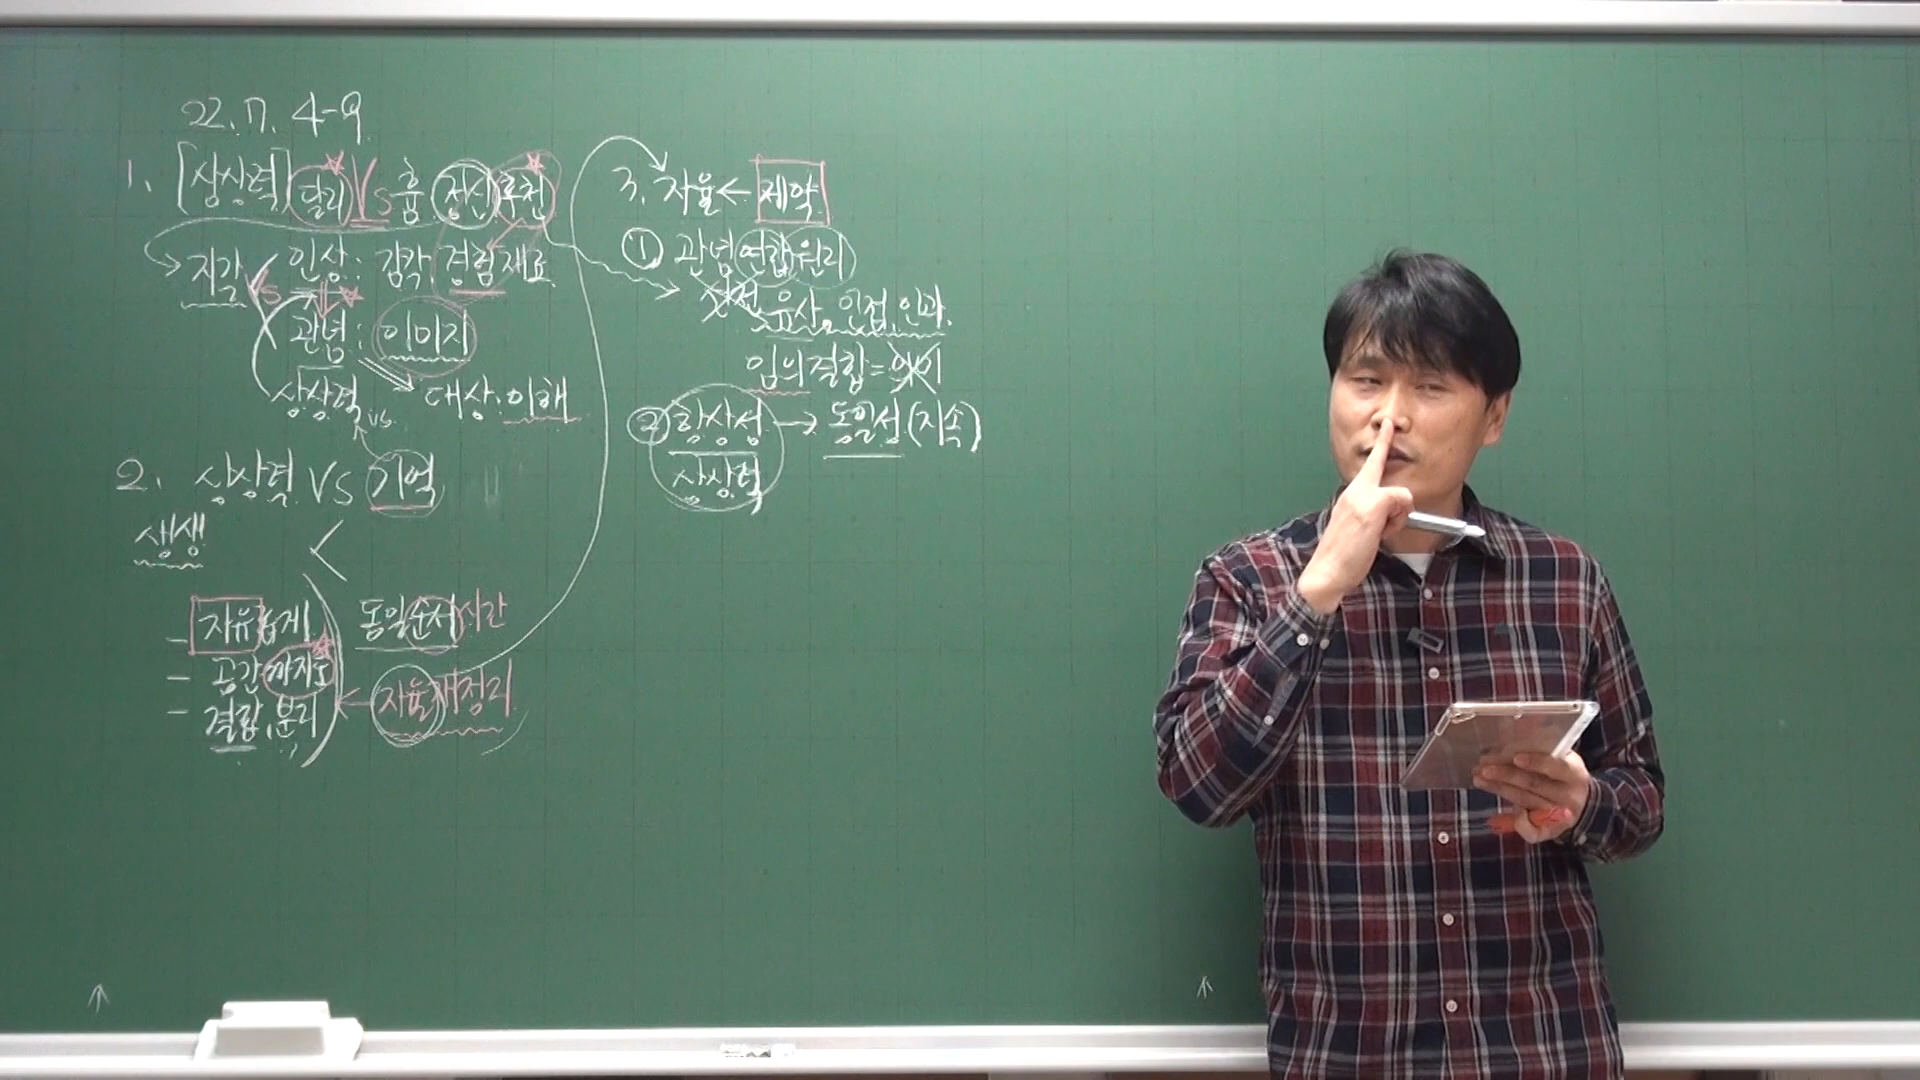 22. 7. 4-9
1. [상상력] 달리 Vs 흄 정신 추천
지각 Vs 인상 : 감각, 경험재료
관념 : 이미지
상상력 vs
대상 : 이해
2. 상상력 VS 기억
생생 <
- 자유롭게 동일순서 시간
- 공간까지도
- 결합, 분리 ← 자율 재정리
3. 자율 ← 제약
① 관념 연합원리
유사, 인접, 인과
임의결합 =
② 항상성 → 동일성 (지속)
상상력